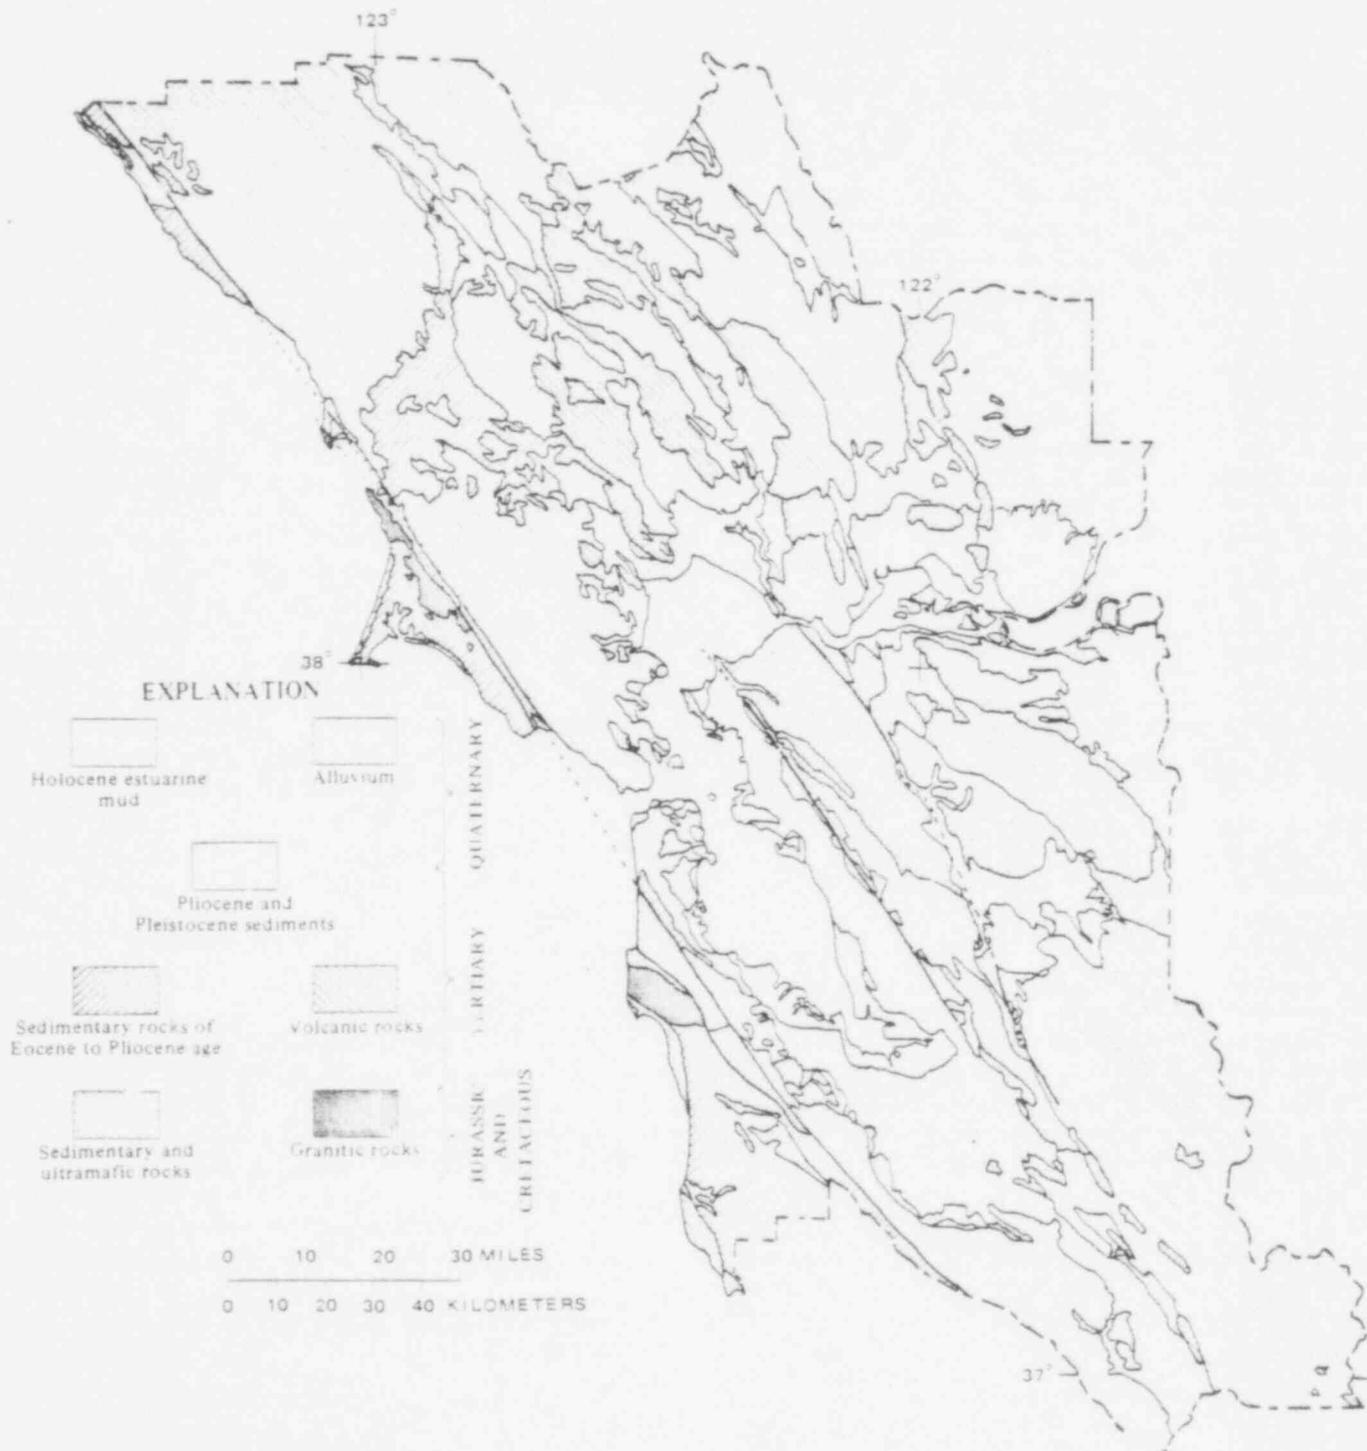 123°
122°
38°
EXPLANATION
Holocene estuarine
mud
Alluvium
QUATERNARY
Pliocene and
Pleistocene sediments
TERTIARY
Sedimentary rocks of
Eocene to Pliocene age
Volcanic rocks
Sedimentary and
ultramafic rocks
Granitic rocks
JURASSIC
AND
CRETACEOUS
0 10 20 30 MILES
0 10 20 30 40 KILOMETERS
37°